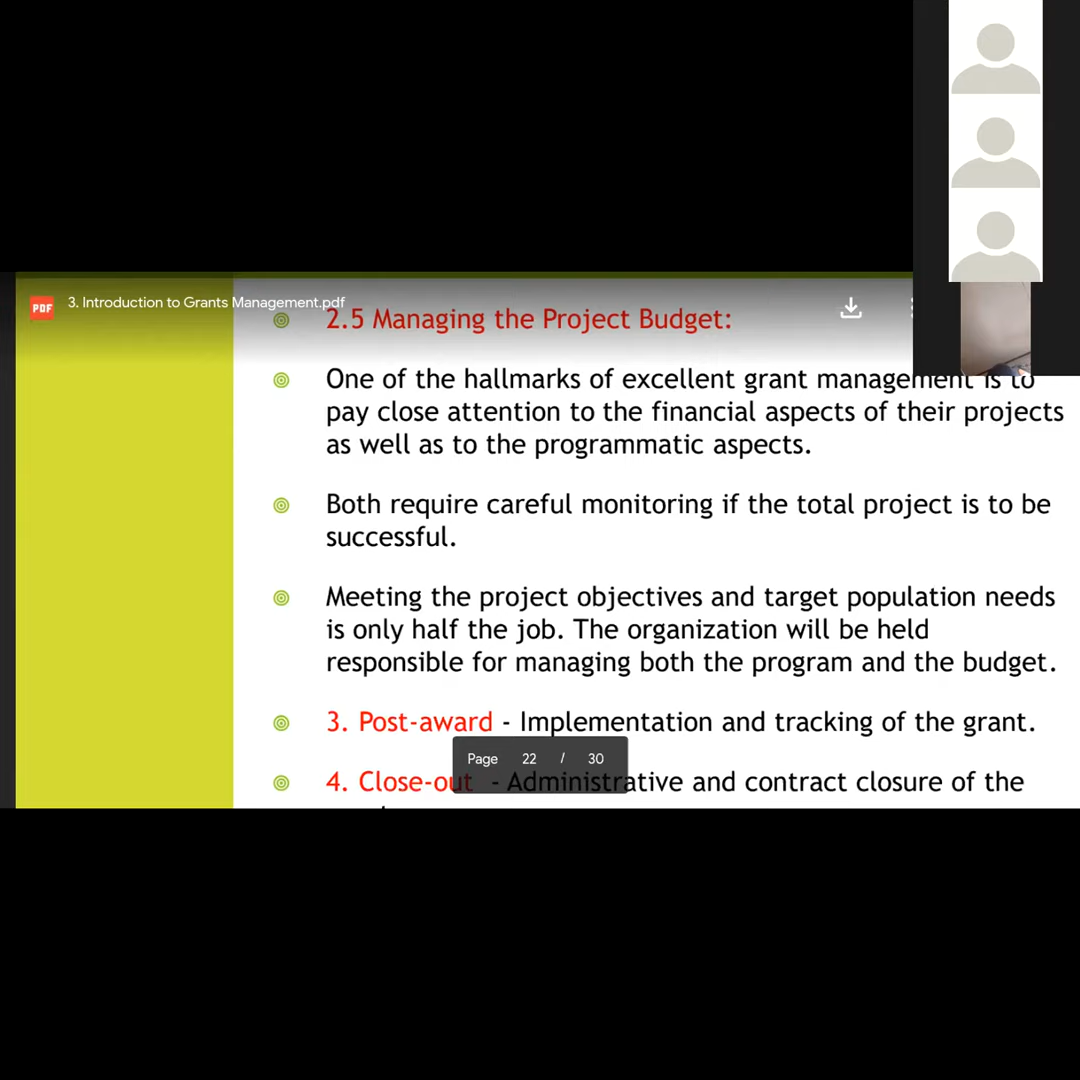 PDF
3. Introduction to Grants Management.pdf
2.5 Managing the Project Budget:
One of the hallmarks of excellent grant management is to
pay close attention to the financial aspects of their projects
as well as to the programmatic aspects.
Both require careful monitoring if the total project is to be
successful.
Meeting the project objectives and target population needs
is only half the job. The organization will be held
responsible for managing both the program and the budget.
3. Post-award - Implementation and tracking of the grant.
Page 22 / 30
4. Close-out - Administrative and contract closure of the